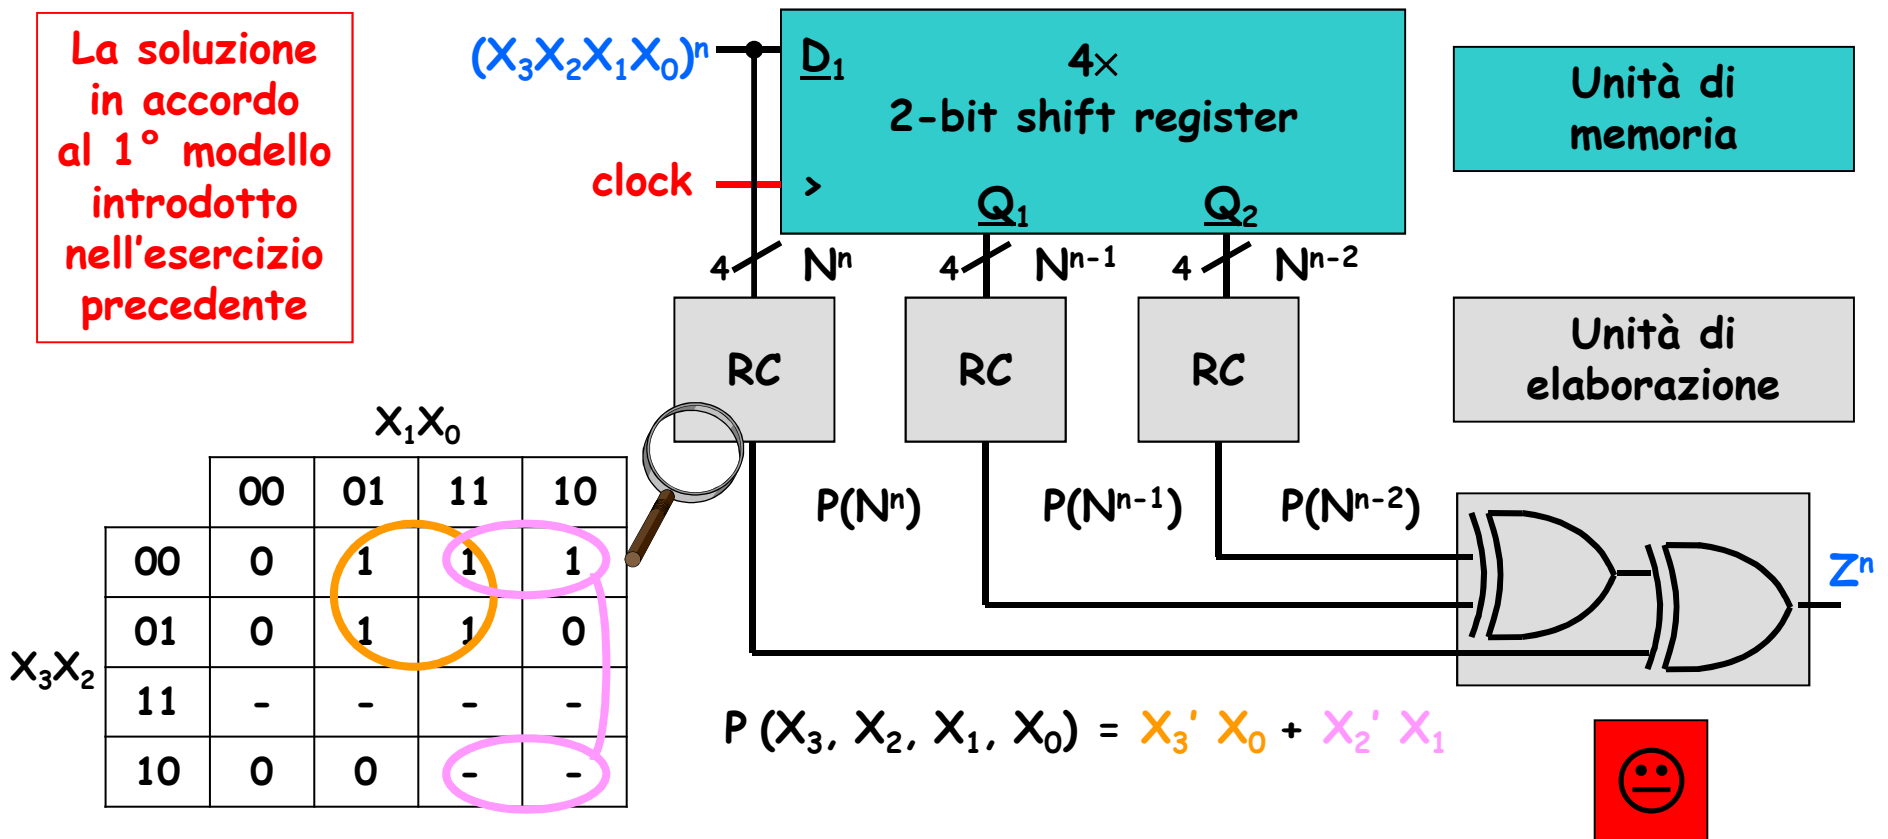 La soluzione
in accordo
al 1° modello
introdotto
nell'esercizio
precedente
(X₃X₂X₁X₀)ⁿ
D₁
4×
2-bit shift register
clock
>
Q₁
Q₂
Unità di
memoria
4
Nⁿ
4
Nⁿ⁻¹
4
Nⁿ⁻²
RC
RC
RC
Unità di
elaborazione
X₁X₀
00 01 11 10
00 0 1 1 1
01 0 1 1 0
X₃X₂
11 - - - -
10 0 0 - -
P(Nⁿ)
P(Nⁿ⁻¹)
P(Nⁿ⁻²)
Zⁿ
P (X₃, X₂, X₁, X₀) = X₃' X₀ + X₂' X₁